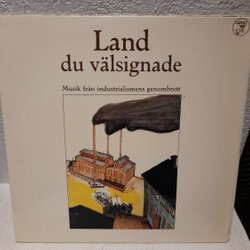 Land
du välsignade
Musik från industrialismens genombrott